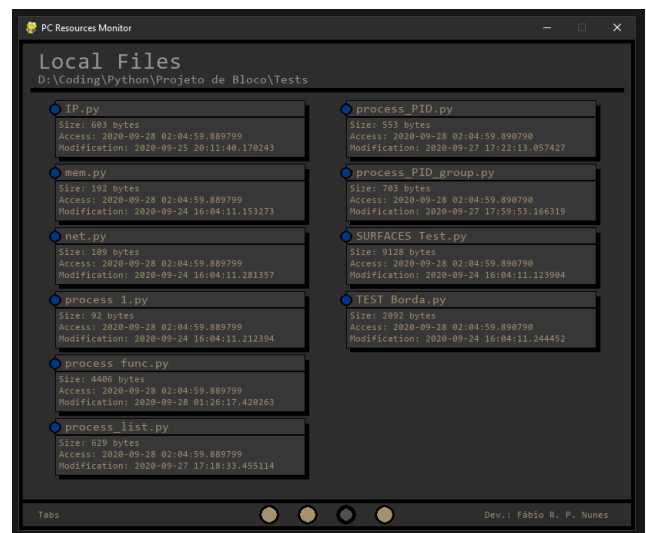 PC Resources Monitor
Local Files
D:\Coding\Python\Projeto de Bloco\Tests
IP.py
Size: 603 bytes
Access: 2020-09-28 02:04:59.889799
Modification: 2020-09-25 20:11:40.170243
mem.py
Size: 192 bytes
Access: 2020-09-28 02:04:59.889799
Modification: 2020-09-24 16:04:11.153273
net.py
Size: 109 bytes
Access: 2020-09-28 02:04:59.889799
Modification: 2020-09-24 16:04:11.281357
process 1.py
Size: 92 bytes
Access: 2020-09-28 02:04:59.889799
Modification: 2020-09-24 16:04:11.212394
process func.py
Size: 4406 bytes
Access: 2020-09-28 02:04:59.889799
Modification: 2020-09-28 01:26:17.420263
process_list.py
Size: 629 bytes
Access: 2020-09-28 02:04:59.889799
Modification: 2020-09-27 17:18:33.455114
process_PID.py
Size: 553 bytes
Access: 2020-09-28 02:04:59.890790
Modification: 2020-09-27 17:22:13.057427
process_PID_group.py
Size: 703 bytes
Access: 2020-09-28 02:04:59.890790
Modification: 2020-09-27 17:59:53.166319
SURFACES Test.py
Size: 9128 bytes
Access: 2020-09-28 02:04:59.890790
Modification: 2020-09-24 16:04:11.123904
TEST Borda.py
Size: 2092 bytes
Access: 2020-09-28 02:04:59.890790
Modification: 2020-09-24 16:04:11.244452
Tabs
Dev.: Fábio R. P. Nunes